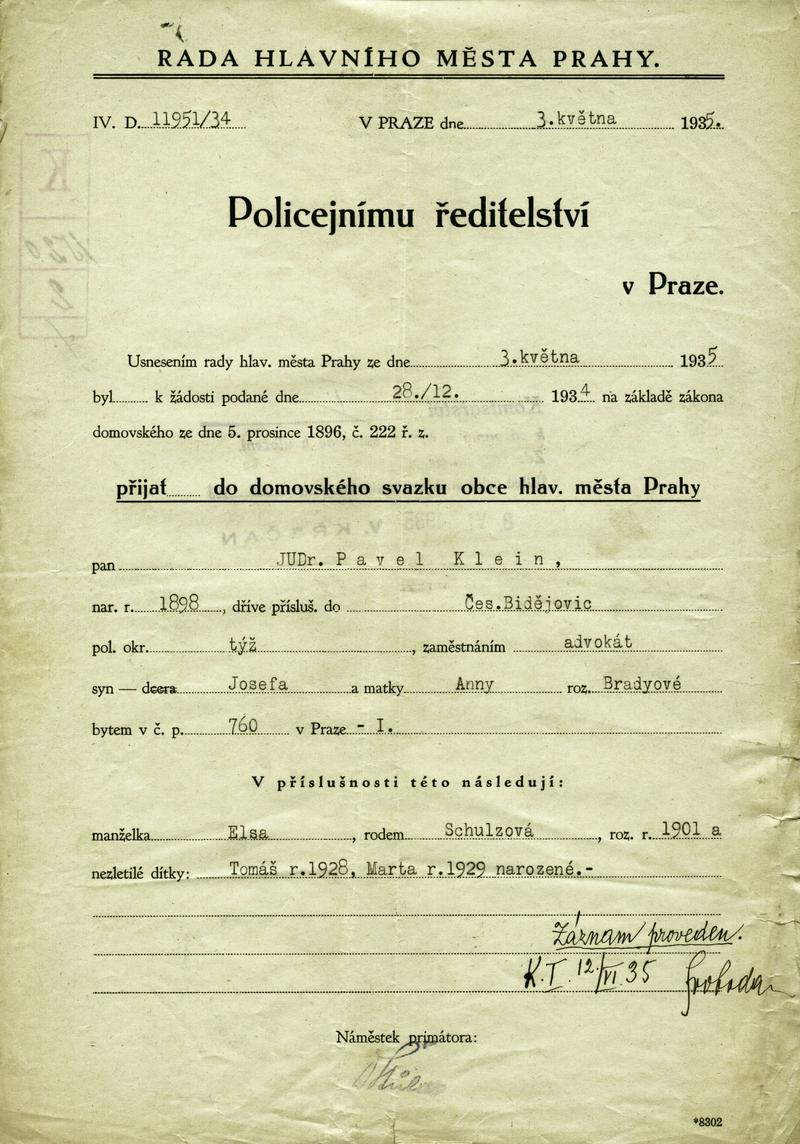 RADA HLAVNÍHO MĚSTA PRAHY.
IV. D. 11951/34 V PRAZE dne 3.května 1935.
Policejnímu ředitelství
v Praze.
Usnesením rady hlav. města Prahy ze dne 3.května 1935
byl k žádosti podané dne 28./12. 1934 na základě zákona
domovského ze dne 5. prosince 1896, č. 222 ř. z.
přijat do domovského svazku obce hlav. města Prahy
pan JUDr. Pavel Klein,
nar. r. 1898, dříve přísluš. do Čes.Bidějovic
pol. okr. týž, zaměstnáním advokát
syn — dcera Josefa a matky Anny roz. Bradyové
bytem v č. p. 760 v Praze - I.
V příslušnosti této následují:
manželka Elsa, rodem Schulzová, roz. r. 1901 a
nezletilé dítky: Tomáš r.1928, Marta r.1929 narozené.-
Záznam proveden.
K.I. 12/VI 35 Svoboda
Náměstek primátora:
*8302